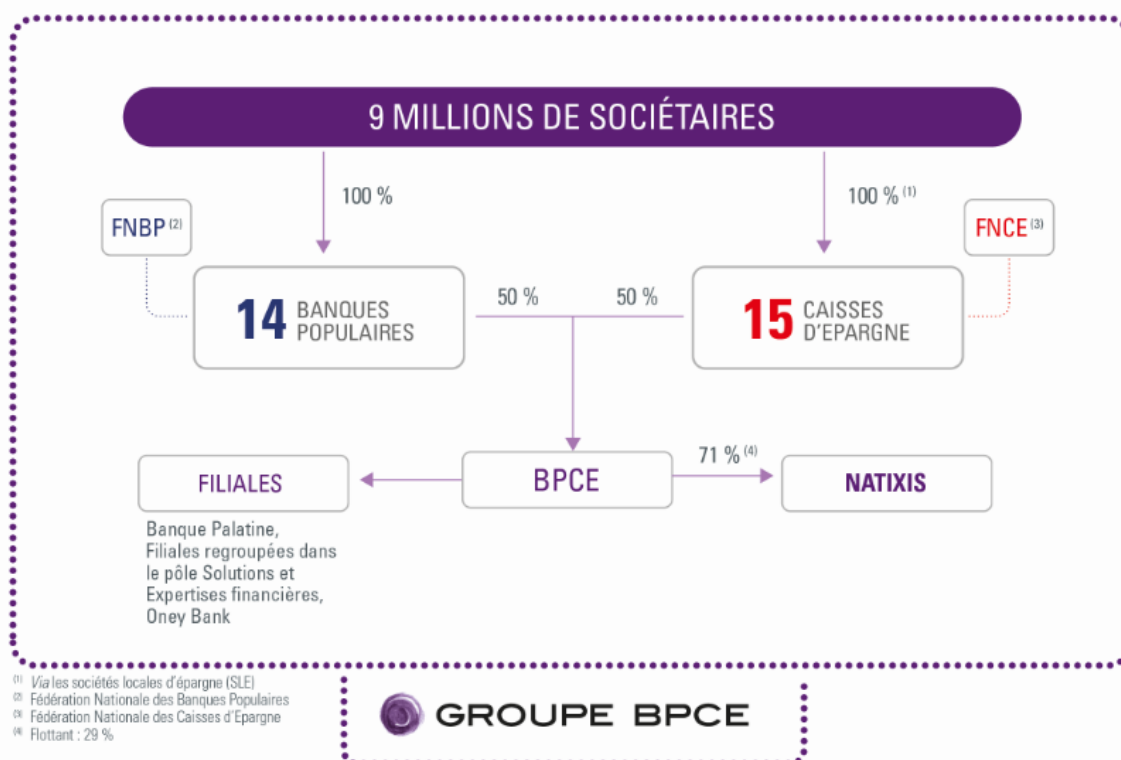 9 MILLIONS DE SOCIÉTAIRES
100 %
100 % (1)
FNBP (2)
FNCE (3)
14 BANQUES
POPULAIRES
50 %
50 %
15 CAISSES
D'EPARGNE
FILIALES
BPCE
71 % (4)
NATIXIS
Banque Palatine,
Filiales regroupées dans
le pôle Solutions et
Expertises financières,
Oney Bank
(1) Via les sociétés locales d'épargne (SLE)
(2) Fédération Nationale des Banques Populaires
(3) Fédération Nationale des Caisses d'Epargne
(4) Flottant : 29 %
GROUPE BPCE